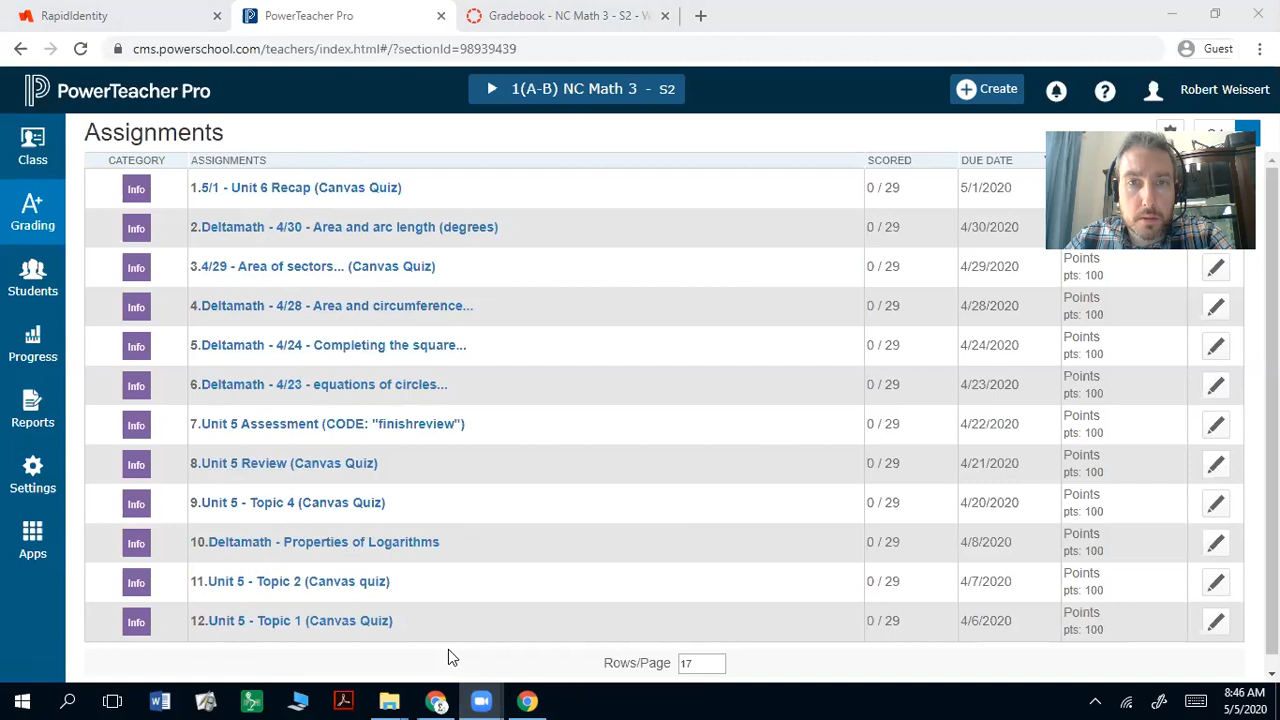 RapidIdentity
PowerTeacher Pro
Gradebook - NC Math 3 - S2 - W
cms.powerschool.com/teachers/index.html#/?sectionId=98939439
Guest
PowerTeacher Pro
1(A-B) NC Math 3 - S2
Create
Robert Weissert
Class
Grading
Students
Progress
Reports
Settings
Apps
Assignments
CATEGORY ASSIGNMENTS SCORED DUE DATE
Info 1.5/1 - Unit 6 Recap (Canvas Quiz) 0 / 29 5/1/2020
Info 2.Deltamath - 4/30 - Area and arc length (degrees) 0 / 29 4/30/2020
Info 3.4/29 - Area of sectors... (Canvas Quiz) 0 / 29 4/29/2020 Points
pts: 100
Info 4.Deltamath - 4/28 - Area and circumference... 0 / 29 4/28/2020 Points
pts: 100
Info 5.Deltamath - 4/24 - Completing the square... 0 / 29 4/24/2020 Points
pts: 100
Info 6.Deltamath - 4/23 - equations of circles... 0 / 29 4/23/2020 Points
pts: 100
Info 7.Unit 5 Assessment (CODE: "finishreview") 0 / 29 4/22/2020 Points
pts: 100
Info 8.Unit 5 Review (Canvas Quiz) 0 / 29 4/21/2020 Points
pts: 100
Info 9.Unit 5 - Topic 4 (Canvas Quiz) 0 / 29 4/20/2020 Points
pts: 100
Info 10.Deltamath - Properties of Logarithms 0 / 29 4/8/2020 Points
pts: 100
Info 11.Unit 5 - Topic 2 (Canvas quiz) 0 / 29 4/7/2020 Points
pts: 100
Info 12.Unit 5 - Topic 1 (Canvas Quiz) 0 / 29 4/6/2020 Points
pts: 100
Rows/Page 17
8:46 AM
5/5/2020